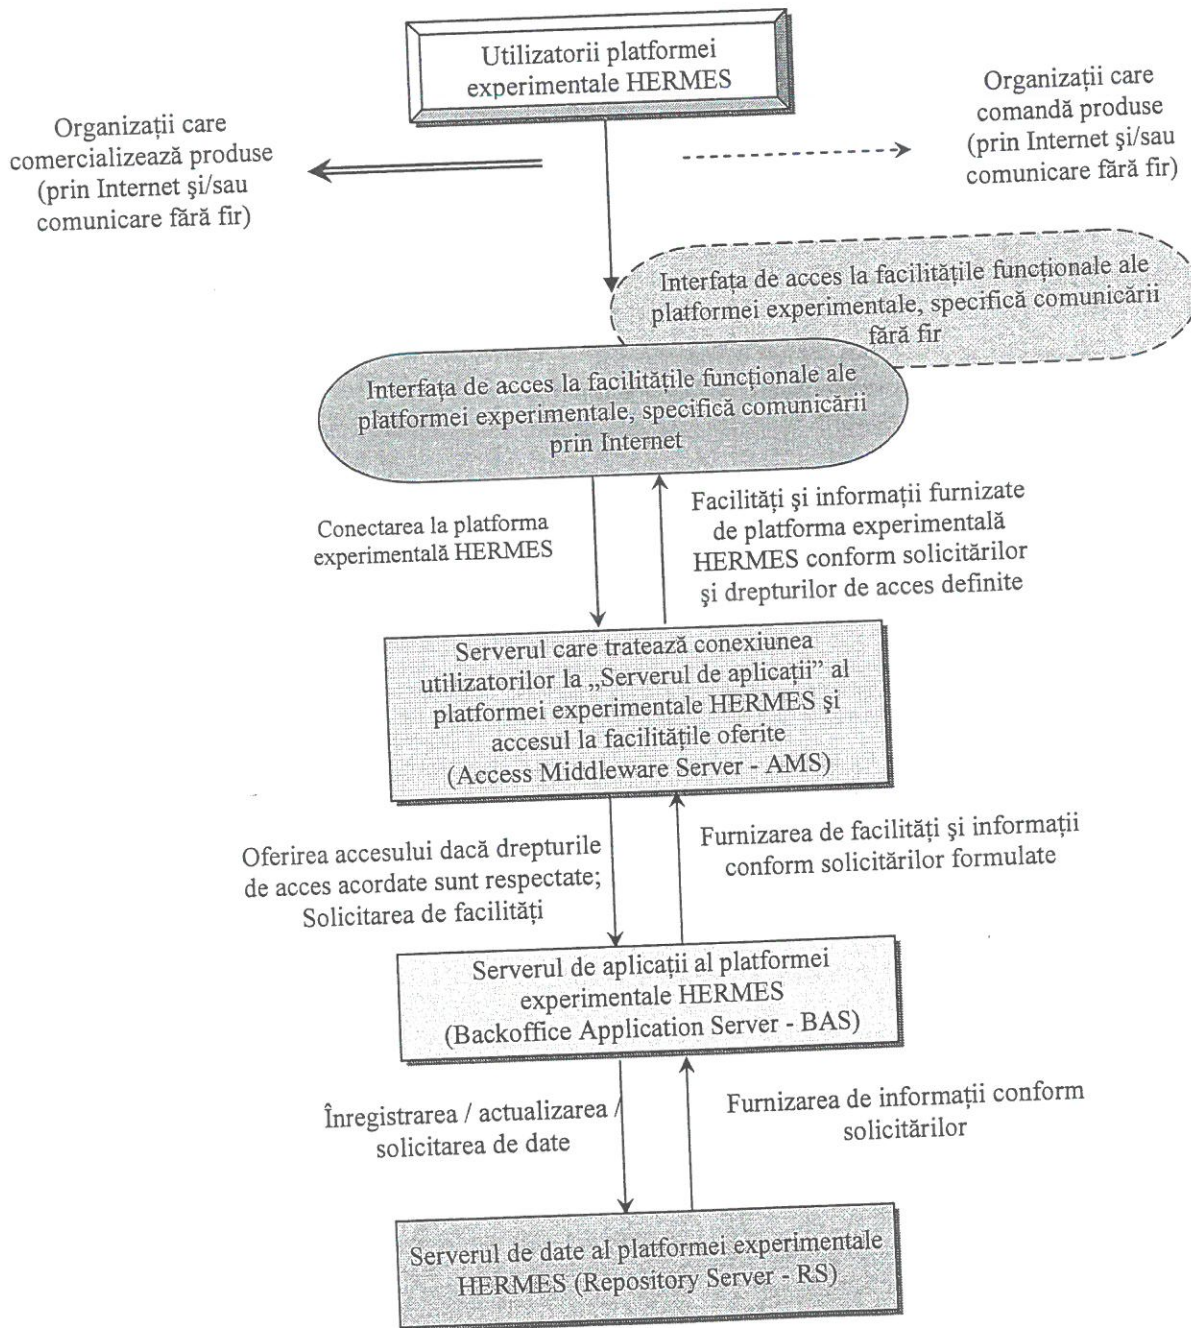 Utilizatorii platformei
experimentale HERMES
Organizații care
comercializează produse
(prin Internet şi/sau
comunicare fără fir)
Organizații care
comandă produse
(prin Internet şi/sau
comunicare fără fir)
Interfața de acces la facilitățile funcționale ale
platformei experimentale, specifică comunicării
fără fir
Interfața de acces la facilitățile funcționale ale
platformei experimentale, specifică comunicării
prin Internet
Conectarea la platforma
experimentală HERMES
Facilități şi informații furnizate
de platforma experimentală
HERMES conform solicitărilor
şi drepturilor de acces definite
Serverul care tratează conexiunea
utilizatorilor la „Serverul de aplicații” al
platformei experimentale HERMES şi
accesul la facilitățile oferite
(Access Middleware Server - AMS)
Oferirea accesului dacă drepturile
de acces acordate sunt respectate;
Solicitarea de facilități
Furnizarea de facilități şi informații
conform solicitărilor formulate
Serverul de aplicații al platformei
experimentale HERMES
(Backoffice Application Server - BAS)
Înregistrarea / actualizarea /
solicitarea de date
Furnizarea de informații conform
solicitărilor
Serverul de date al platformei experimentale
HERMES (Repository Server - RS)